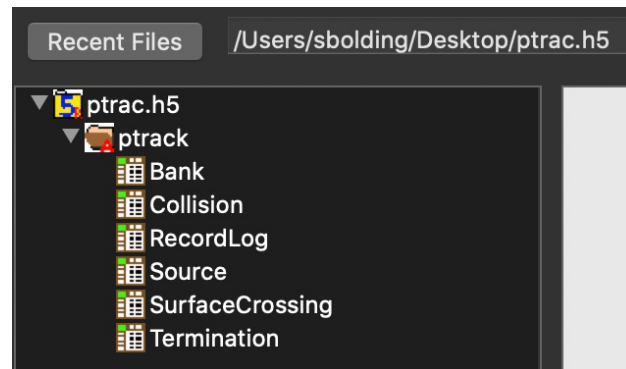 Recent Files /Users/sbolding/Desktop/ptrac.h5
ptrac.h5
ptrack
Bank
Collision
RecordLog
Source
SurfaceCrossing
Termination